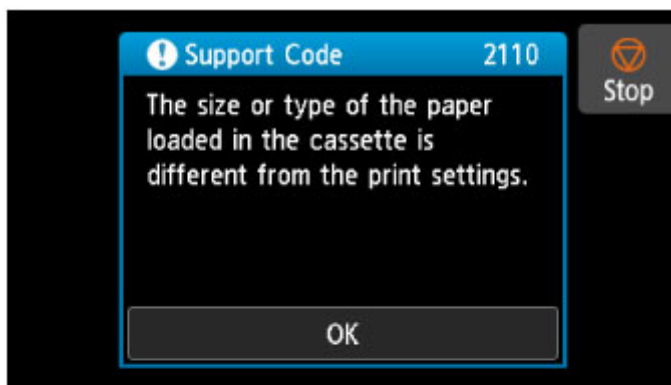 Support Code 2110
Stop
The size or type of the paper
loaded in the cassette is
different from the print settings.
OK